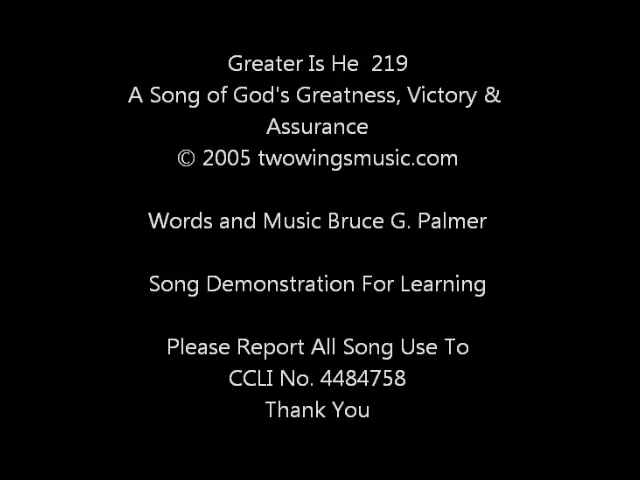 Greater Is He  219
A Song of God's Greatness, Victory &
Assurance
© 2005 twowingsmusic.com
Words and Music Bruce G. Palmer
Song Demonstration For Learning
Please Report All Song Use To
CCLI No. 4484758
Thank You